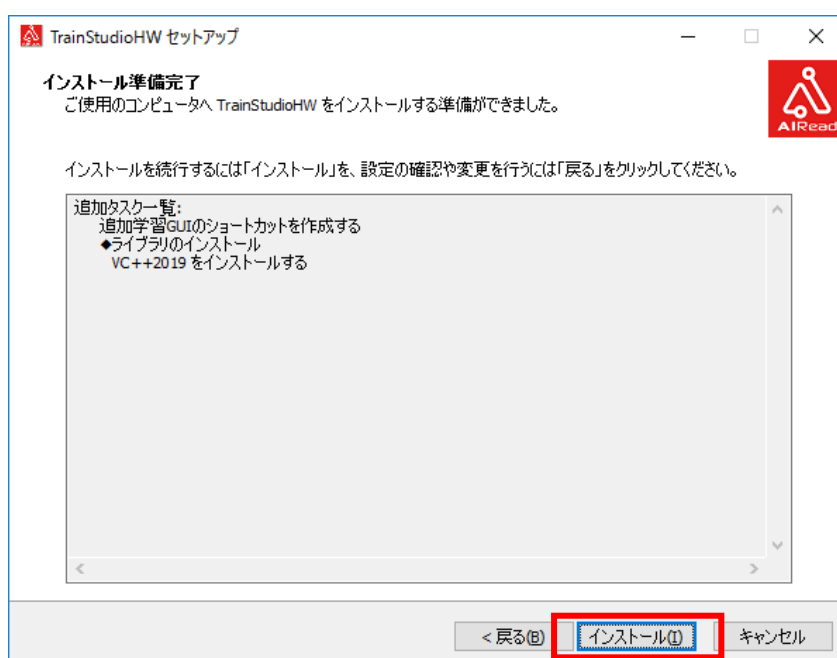 TrainStudioHW セットアップ
インストール準備完了
ご使用のコンピュータへ TrainStudioHW をインストールする準備ができました。
AIRead
インストールを続行するには「インストール」を、設定の確認や変更を行うには「戻る」をクリックしてください。
追加タスク一覧:
追加学習GUIのショートカットを作成する
◆ライブラリのインストール
VC++2019 をインストールする
< 戻る(B)
インストール(I)
キャンセル